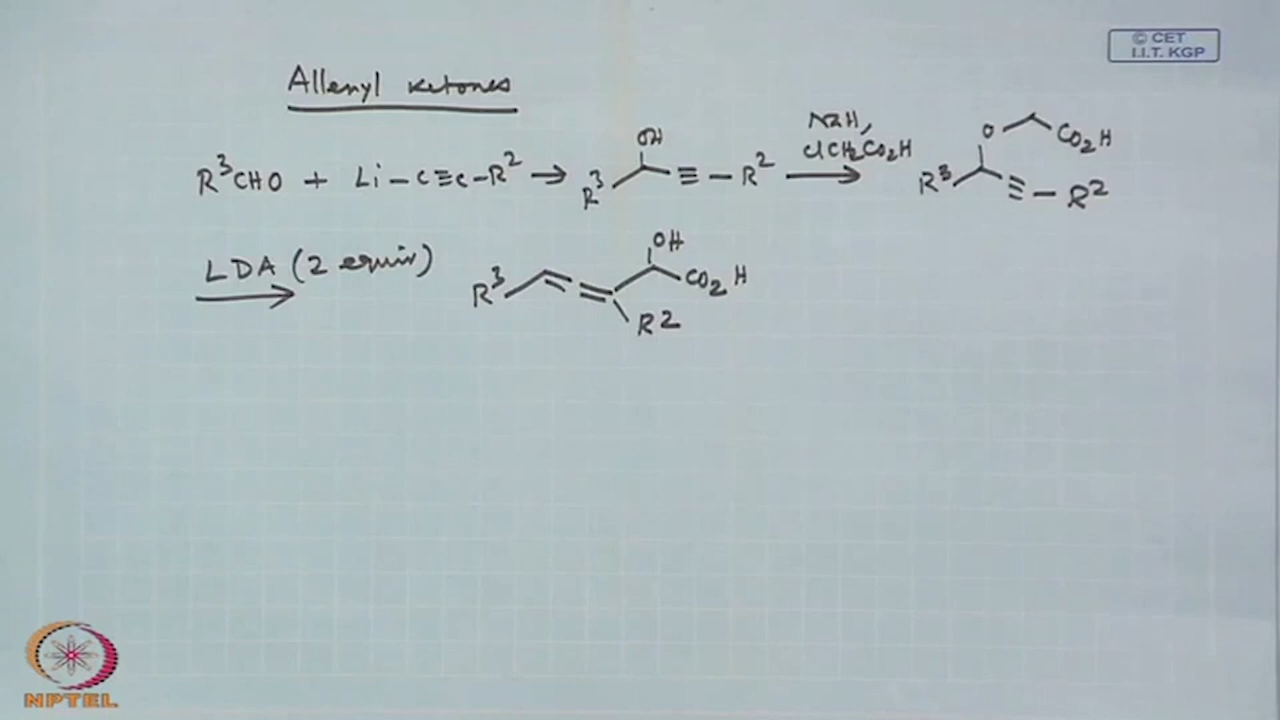 © CET
I.I.T. KGP
Allenyl ketones
R³CHO + Li–C≡C–R² → R³ OH ≡–R² NaH, ClCH₂CO₂H → R³ O CO₂H ≡–R²
LDA (2 equiv) → R³ OH CO₂H R²
NPTEL